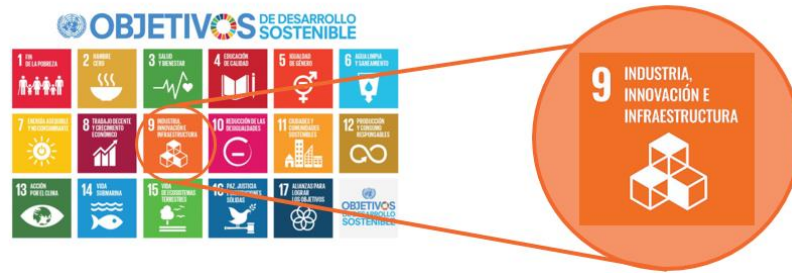 OBJETIVOS DE DESARROLLO
SOSTENIBLE
1 FIN
DE LA POBREZA
2 HAMBRE
CERO
3 SALUD
Y BIENESTAR
4 EDUCACIÓN
DE CALIDAD
5 IGUALDAD
DE GÉNERO
6 AGUA LIMPIA
Y SANEAMIENTO
7 ENERGÍA ASEQUIBLE
Y NO CONTAMINANTE
8 TRABAJO DECENTE
Y CRECIMIENTO
ECONÓMICO
9 INDUSTRIA,
INNOVACIÓN E
INFRAESTRUCTURA
10 REDUCCIÓN DE LAS
DESIGUALDADES
11 CIUDADES Y
COMUNIDADES
SOSTENIBLES
12 PRODUCCIÓN
Y CONSUMO
RESPONSABLES
13 ACCIÓN
POR EL CLIMA
14 VIDA
SUBMARINA
15 VIDA
DE ECOSISTEMAS
TERRESTRES
16 PAZ, JUSTICIA
E INSTITUCIONES
SÓLIDAS
17 ALIANZAS PARA
LOGRAR
LOS OBJETIVOS
OBJETIVOS
DE DESARROLLO
SOSTENIBLE
9 INDUSTRIA,
INNOVACIÓN E
INFRAESTRUCTURA